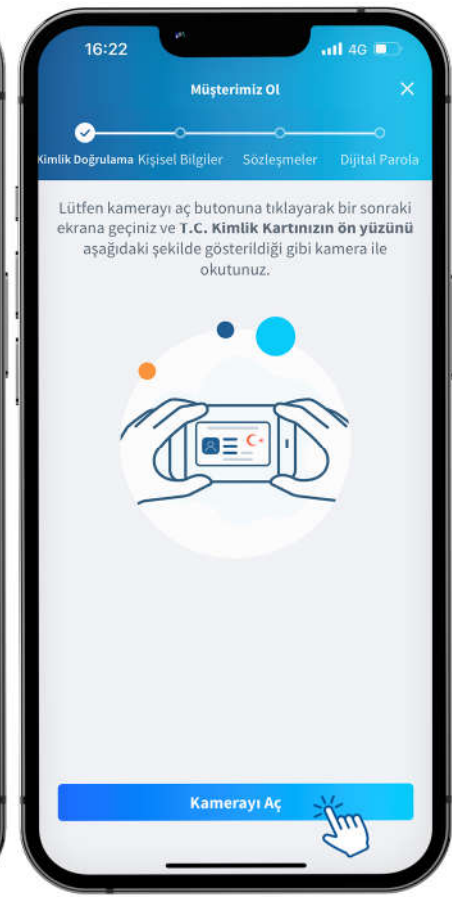 16:22
4G
Müşterimiz Ol
Kimlik Doğrulama Kişisel Bilgiler Sözleşmeler Dijital Parola
Lütfen kamerayı aç butonuna tıklayarak bir sonraki
ekrana geçiniz ve T.C. Kimlik Kartınızın ön yüzünü
aşağıdaki şekilde gösterildiği gibi kamera ile
okutunuz.
Kamerayı Aç